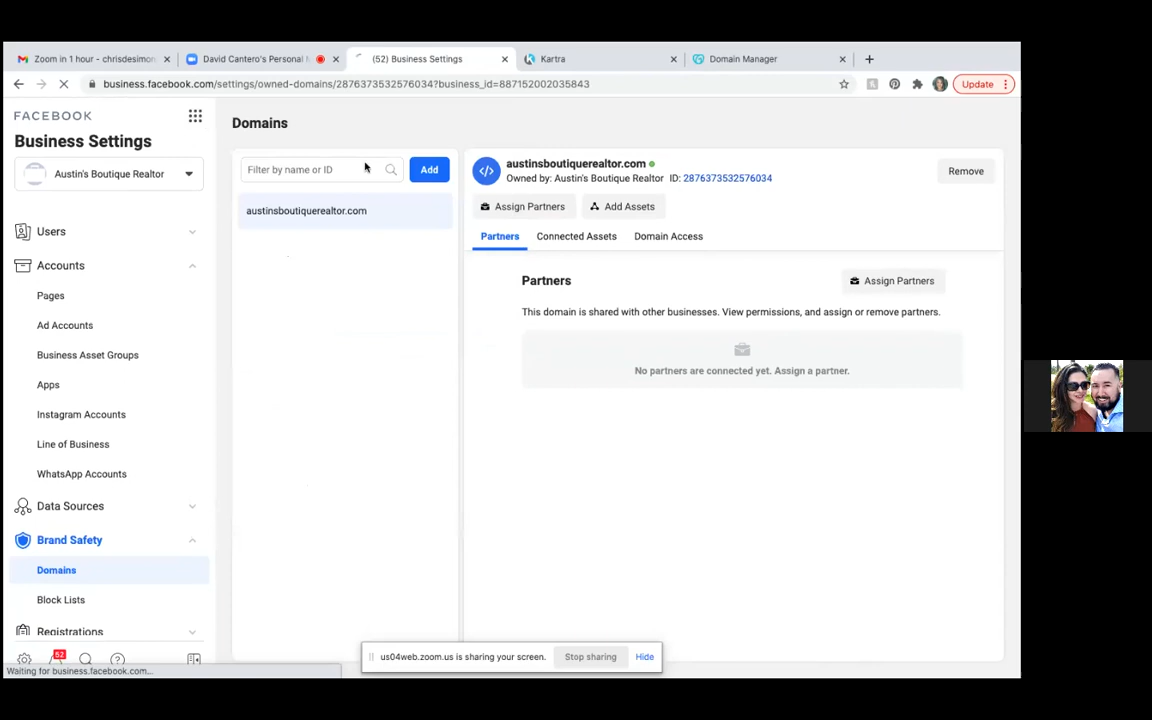 Zoom in 1 hour - chrisdesimon
David Cantero's Personal
(52) Business Settings
Kartra
Domain Manager
business.facebook.com/settings/owned-domains/2876373532576034?business_id=887152002035843
Update
FACEBOOK
Business Settings
Austin's Boutique Realtor
Users
Accounts
Pages
Ad Accounts
Business Asset Groups
Apps
Instagram Accounts
Line of Business
WhatsApp Accounts
Data Sources
Brand Safety
Domains
Block Lists
Registrations
52
Waiting for business.facebook.com...
Domains
Filter by name or ID
Add
austinsboutiquerealtor.com
austinsboutiquerealtor.com
Owned by: Austin's Boutique Realtor ID: 2876373532576034
Remove
Assign Partners
Add Assets
Partners
Connected Assets
Domain Access
Partners
Assign Partners
This domain is shared with other businesses. View permissions, and assign or remove partners.
No partners are connected yet. Assign a partner.
us04web.zoom.us is sharing your screen.
Stop sharing
Hide